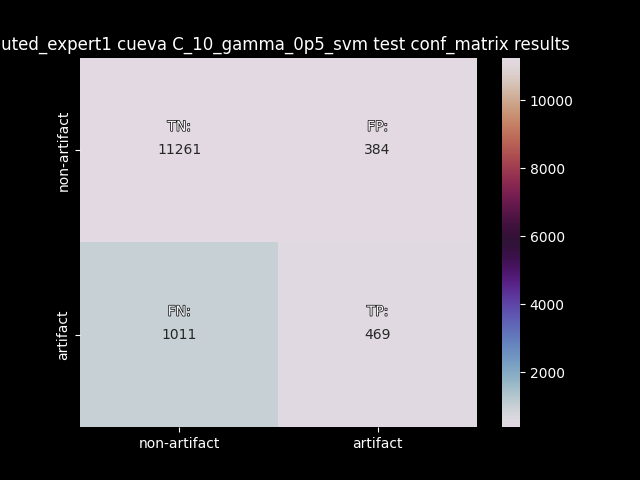 uted_expert1 cueva C_10_gamma_0p5_svm test conf_matrix results
non-artifact
TN:
11261
FP:
384
artifact
FN:
1011
TP:
469
non-artifact
artifact
10000
8000
6000
4000
2000